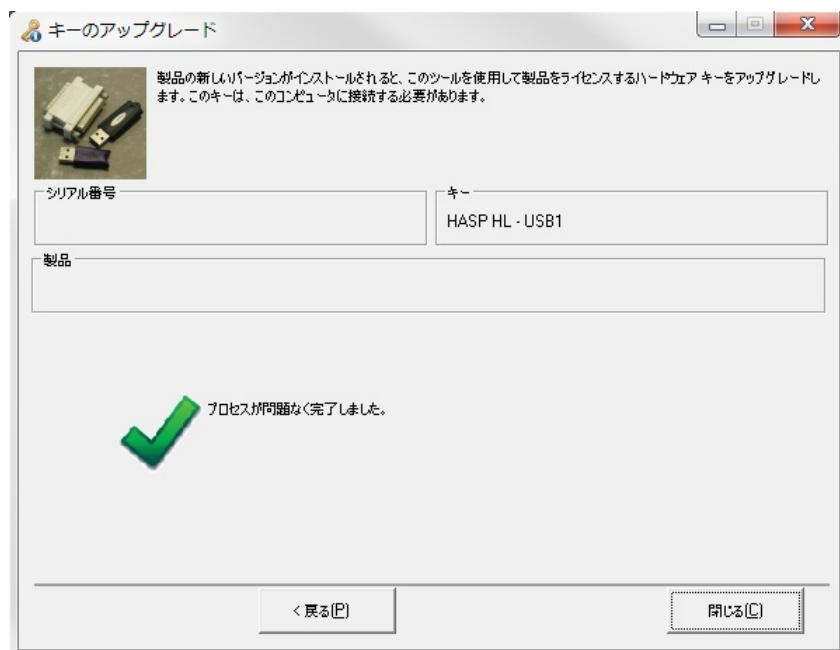 キーのアップグレード
製品の新しいバージョンがインストールされると、このツールを使用して製品をライセンスするハードウェア キーをアップグレードし
ます。このキーは、このコンピュータに接続する必要があります。
シリアル番号
キー
HASP HL - USB1
製品
プロセスが問題なく完了しました。
< 戻る(P)
閉じる(C)